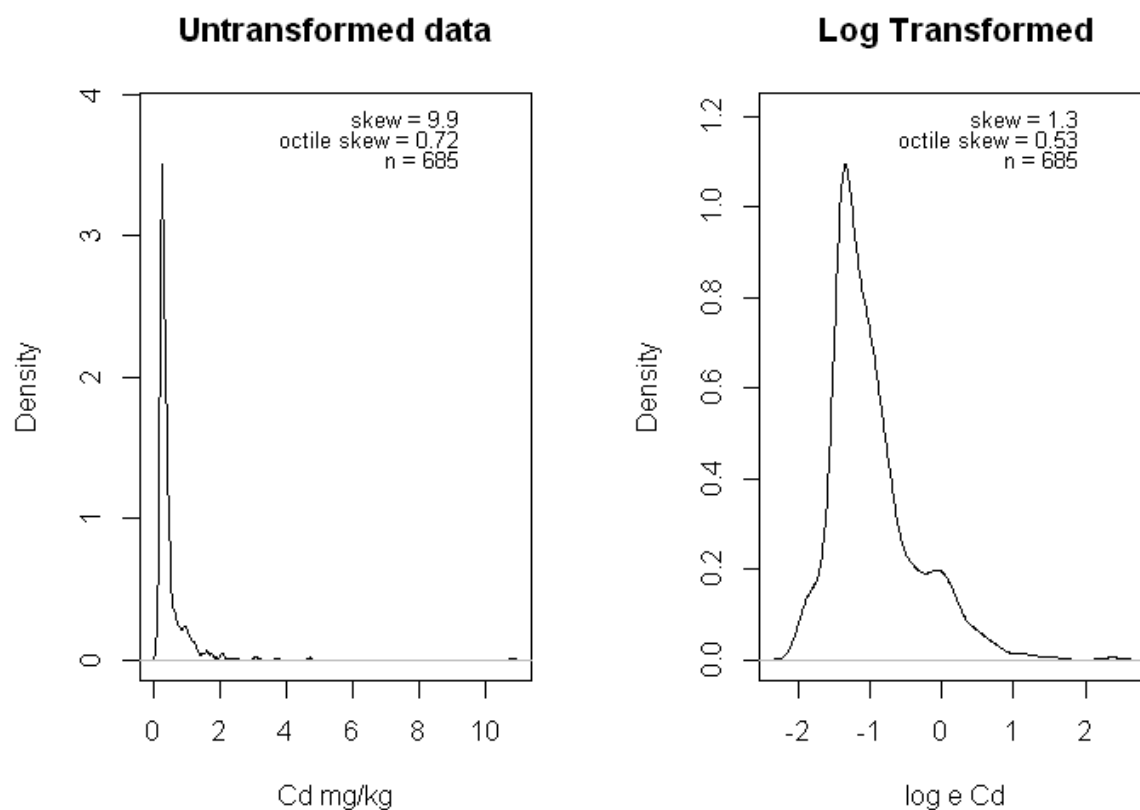 Untransformed data
skew = 9.9
octile skew = 0.72
n = 685
4
3
2
1
0
Density
0 2 4 6 8 10
Cd mg/kg
Log Transformed
skew = 1.3
octile skew = 0.53
n = 685
1.2
1.0
0.8
0.6
0.4
0.2
0.0
Density
-2 -1 0 1 2
log e Cd